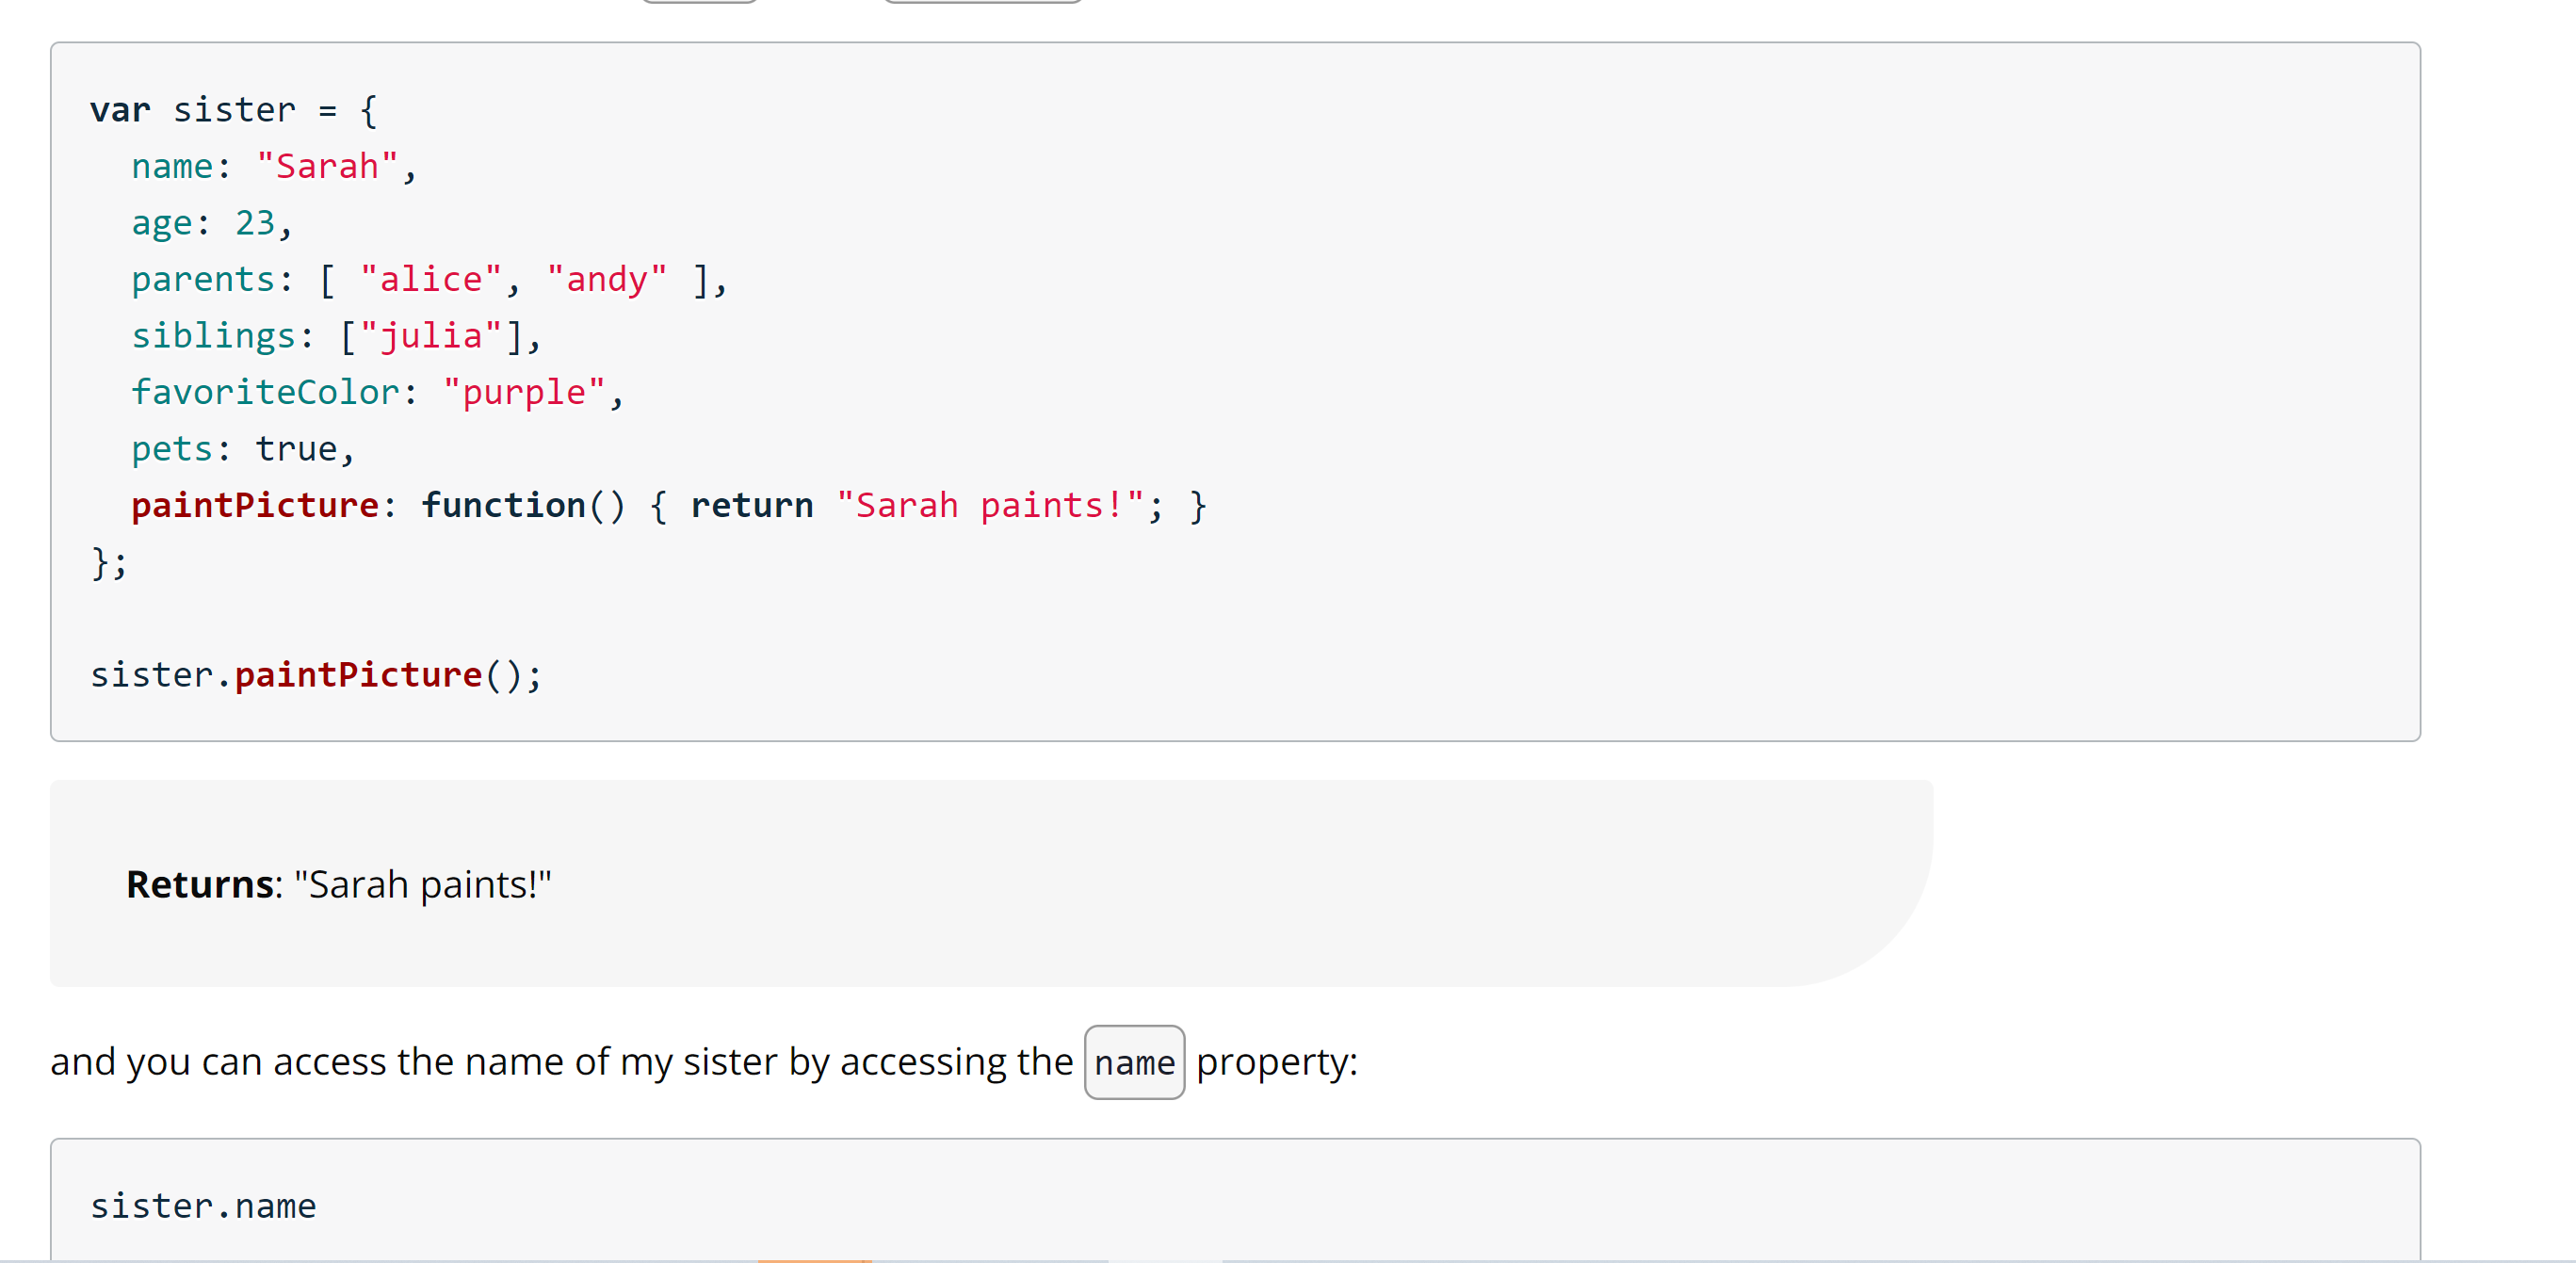 var sister = {
  name: "Sarah",
  age: 23,
  parents: [ "alice", "andy" ],
  siblings: ["julia"],
  favoriteColor: "purple",
  pets: true,
  paintPicture: function() { return "Sarah paints!"; }
};
sister.paintPicture();
Returns: "Sarah paints!"
and you can access the name of my sister by accessing the name property:
sister.name